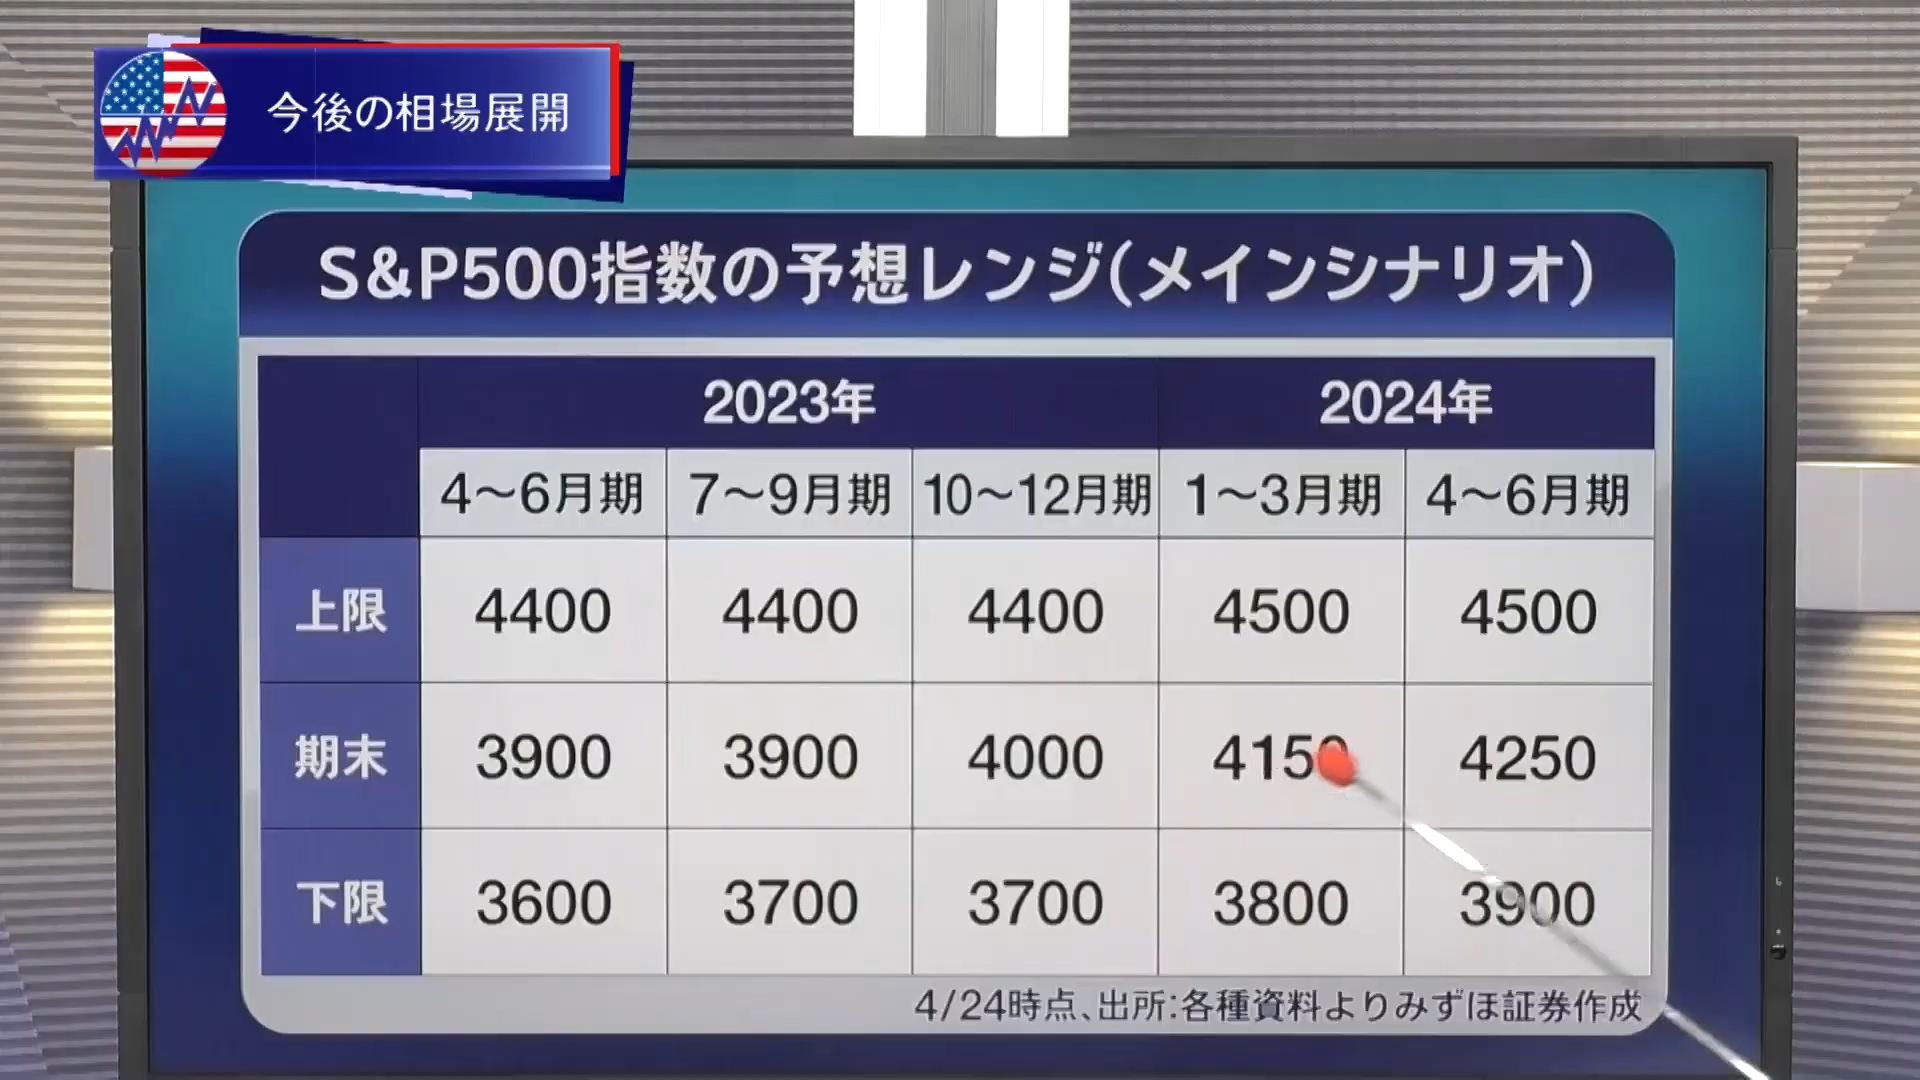 今後の相場展開
S&P500指数の予想レンジ(メインシナリオ)
2023年 2024年
4〜6月期 7〜9月期 10〜12月期 1〜3月期 4〜6月期
上限 4400 4400 4400 4500 4500
期末 3900 3900 4000 4150 4250
下限 3600 3700 3700 3800 3900
4/24時点、出所:各種資料よりみずほ証券作成